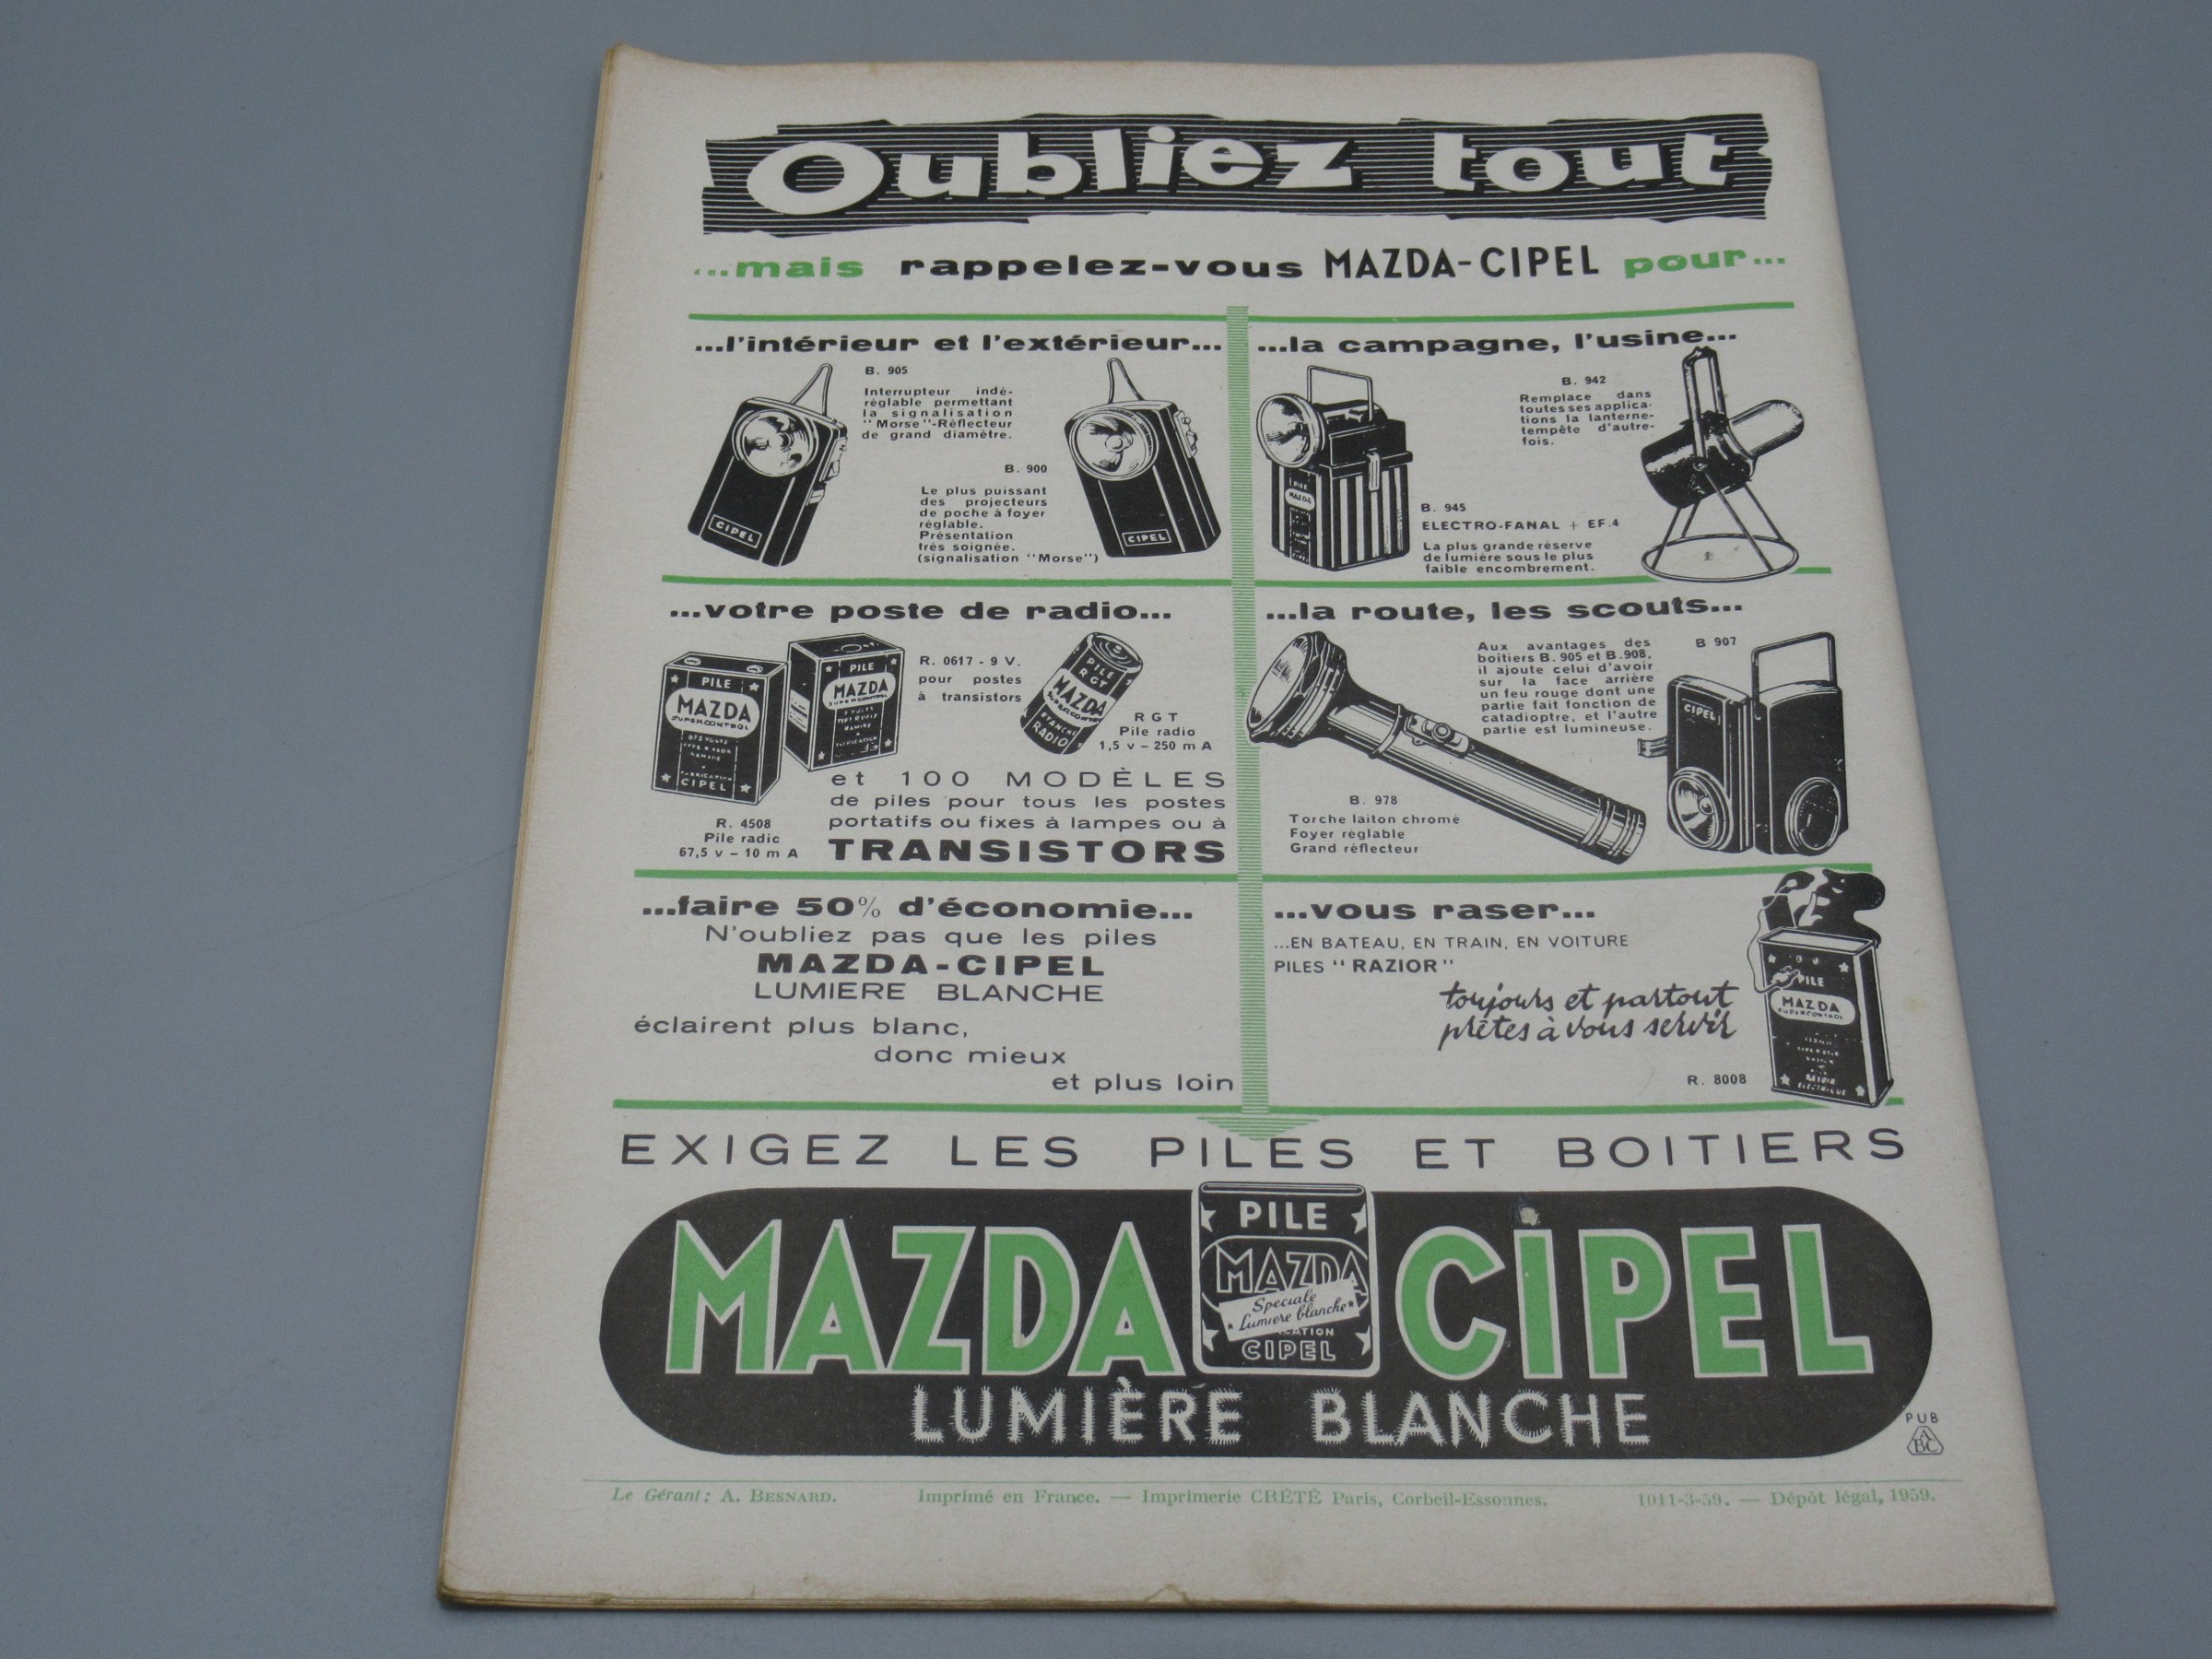 Oubliez tout
...mais rappelez-vous MAZDA-CIPEL pour...
...l'intérieur et l'extérieur...
B. 905
Interrupteur indé-
réglable permettant
la signalisation
"Morse"-Réflecteur
de grand diamètre.
B. 900
Le plus puissant
des projecteurs
de poche à foyer
réglable.
Présentation
très soignée.
(signalisation "Morse")
CIPEL
CIPEL
...la campagne, l'usine...
B. 942
Remplace dans
toutes ses applica-
tions la lanterne-
tempête d'autre-
fois.
PILE
MAZDA
B. 945
ELECTRO-FANAL + EF.4
La plus grande réserve
de lumière sous le plus
faible encombrement.
...votre poste de radio...
PILE
MAZDA
SUPERCONTROL
FABRICATION
CIPEL
PILE
MAZDA
R. 0617 - 9 V.
pour postes
à transistors
PILE
RGT
MAZDA
ETANCHE
RADIO
RGT
Pile radio
1,5 v - 250 m A
R. 4508
Pile radio
67,5 v - 10 m A
et 100 MODÈLES
de piles pour tous les postes
portatifs ou fixes à lampes ou à
TRANSISTORS
...la route, les scouts...
Aux avantages des
boîtiers B. 905 et B. 908,
il ajoute celui d'avoir
sur la face arrière
un feu rouge dont une
partie fait fonction de
catadioptre, et l'autre
partie est lumineuse.
B 907
CIPEL
B. 978
Torche laiton chromé
Foyer réglable
Grand réflecteur
...faire 50% d'économie...
N'oubliez pas que les piles
MAZDA-CIPEL
LUMIERE BLANCHE
éclairent plus blanc,
donc mieux
et plus loin
...vous raser...
...EN BATEAU, EN TRAIN, EN VOITURE
PILES "RAZIOR"
toujours et partout
prêtes à vous servir
R. 8008
PILE
MAZDA
SUPERCONTROL
RASOIR
ELECTRIQUE
EXIGEZ LES PILES ET BOITIERS
MAZDA CIPEL
PILE
MAZDA
Speciale
Lumiere blanche
CIPEL
LUMIÈRE BLANCHE
PUB
ABC
Le Gérant : A. BESNARD. Imprimé en France. — Imprimerie CRÉTÉ Paris, Corbeil-Essonnes. 1011-3-59. — Dépôt légal, 1959.